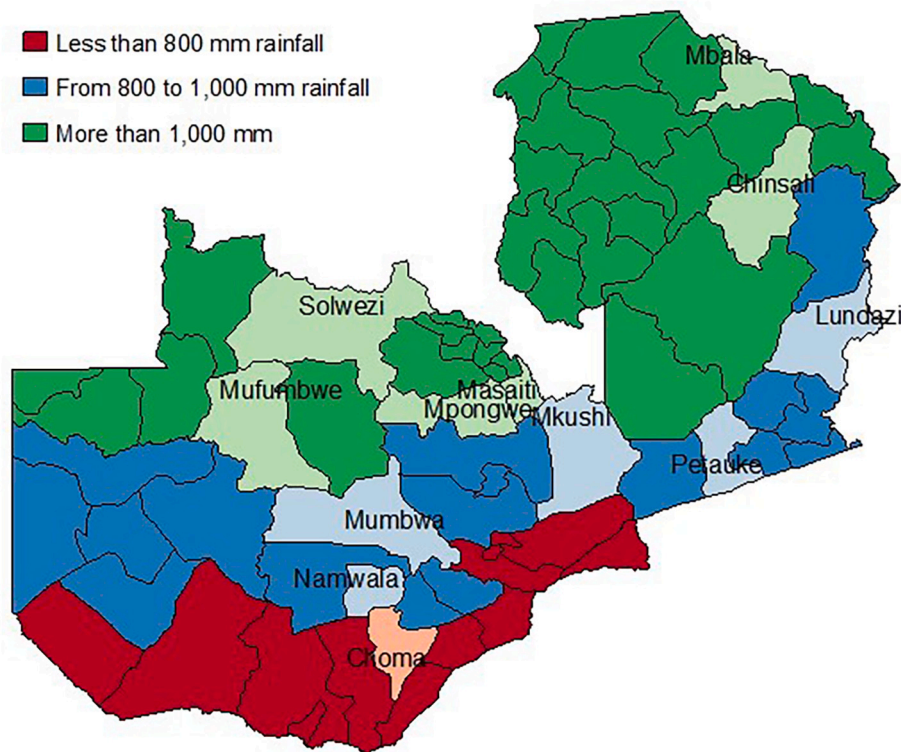 Less than 800 mm rainfall
From 800 to 1,000 mm rainfall
More than 1,000 mm
Mbala
Chinsali
Solwezi
Lundazi
Mufumbwe
Masaiti
Mpongwe
Mkushi
Petauke
Mumbwa
Namwala
Choma